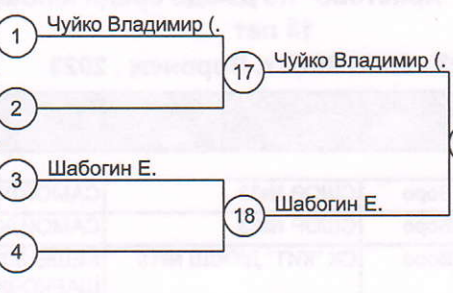 1 Чуйко Владимир (.
17 Чуйко Владимир (.
2
3 Шабогин Е.
18 Шабогин Е.
4